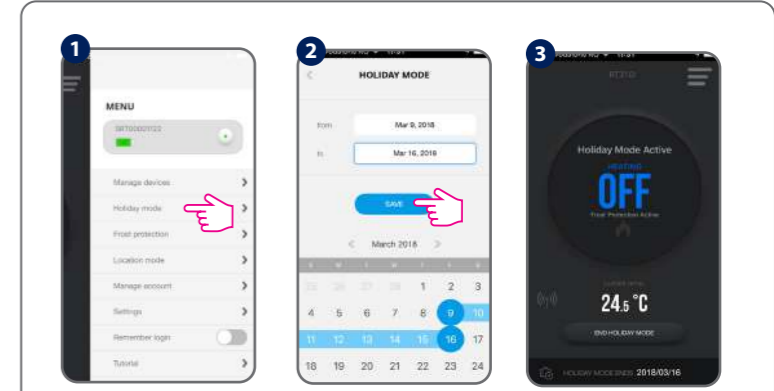 1
MENU
Manage devices
Holiday mode
Frost protection
Location mode
Manage account
Settings
Remember login
Tutorial
2
HOLIDAY MODE
from
Mar 9, 2018
to
Mar 16, 2018
SAVE
March 2018
1 2 3
4 5 6 7 8 9 10
11 12 13 14 15 16 17
18 19 20 21 22 23 24
3
Holiday Mode Active
HEATING
OFF
Frost Protection Active
24.5 °C
END HOLIDAY MODE
HOLIDAY MODE ENDS 2018/03/16